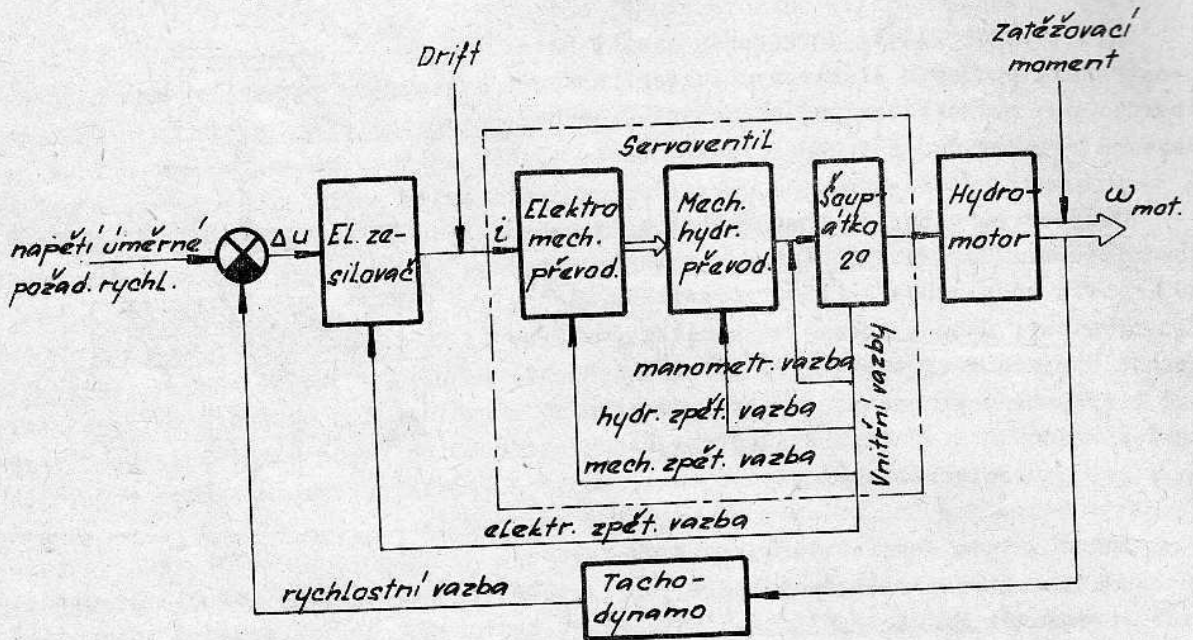 Drift
Zatěžovací
moment
Servoventil
napětí úměrné
požad. rychl.
Δu
El. ze-
silovač
i
Elektro
mech.
převod.
Mech.
hydr.
převod.
Šoup-
átko
2º
Hydro-
motor
ωmot.
manometr. vazba
hydr. zpět. vazba
mech. zpět. vazba
Vnitřní vazby
elektr. zpět. vazba
rychlostní vazba
Tacho-
dynamo